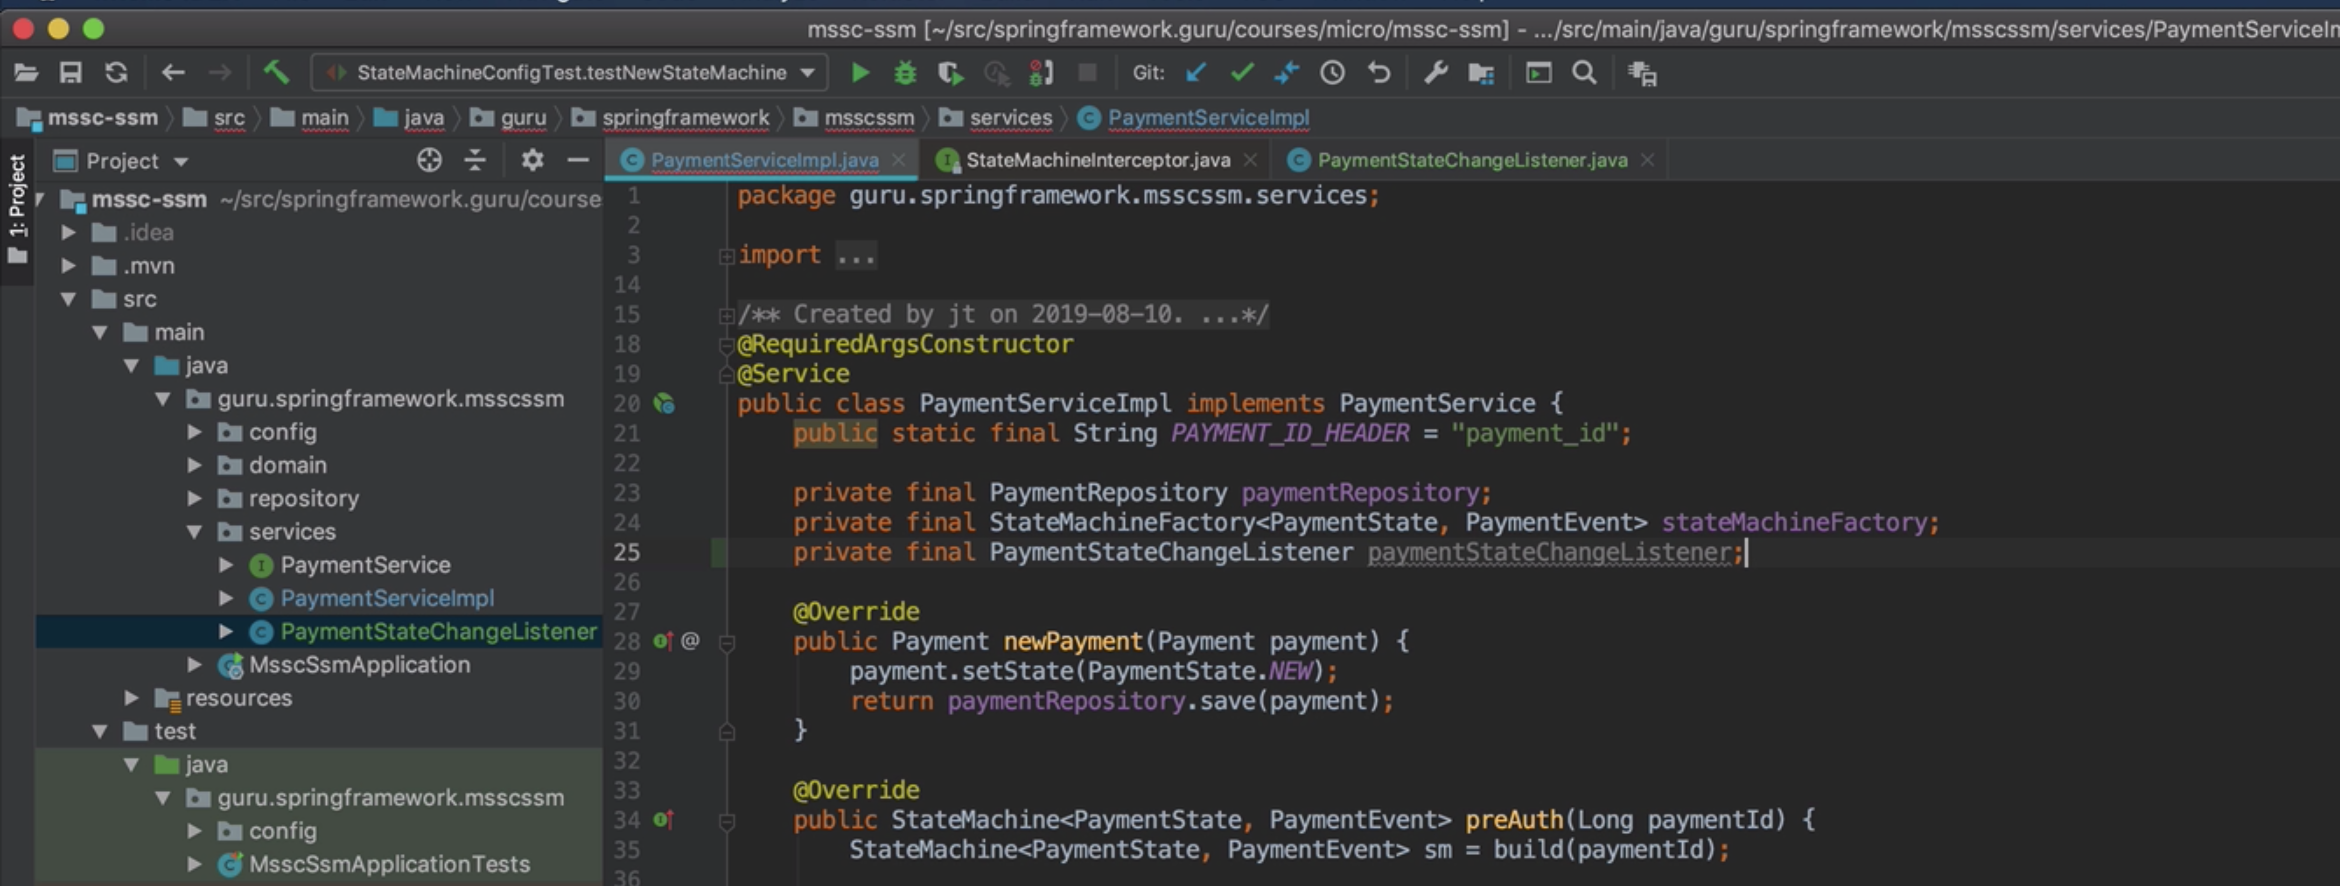 mssc-ssm [~/src/springframework.guru/courses/micro/mssc-ssm] - .../src/main/java/guru/springframework/msscssm/services/PaymentServiceIm
StateMachineConfigTest.testNewStateMachine Git:
mssc-ssm src main java guru springframework msscssm services PaymentServiceImpl
1: Project
Project
PaymentServiceImpl.java StateMachineInterceptor.java PaymentStateChangeListener.java
mssc-ssm ~/src/springframework.guru/course
.idea
.mvn
src
main
java
guru.springframework.msscssm
config
domain
repository
services
PaymentService
PaymentServiceImpl
PaymentStateChangeListener
MsscSsmApplication
resources
test
java
guru.springframework.msscssm
config
MsscSsmApplicationTests
1 package guru.springframework.msscssm.services;
2
3 import ...
14
15 /** Created by jt on 2019-08-10. ...*/
18 @RequiredArgsConstructor
19 @Service
20 public class PaymentServiceImpl implements PaymentService {
21 public static final String PAYMENT_ID_HEADER = "payment_id";
22
23 private final PaymentRepository paymentRepository;
24 private final StateMachineFactory<PaymentState, PaymentEvent> stateMachineFactory;
25 private final PaymentStateChangeListener paymentStateChangeListener;
26
27 @Override
28 @ public Payment newPayment(Payment payment) {
29 payment.setState(PaymentState.NEW);
30 return paymentRepository.save(payment);
31 }
32
33 @Override
34 public StateMachine<PaymentState, PaymentEvent> preAuth(Long paymentId) {
35 StateMachine<PaymentState, PaymentEvent> sm = build(paymentId);
36